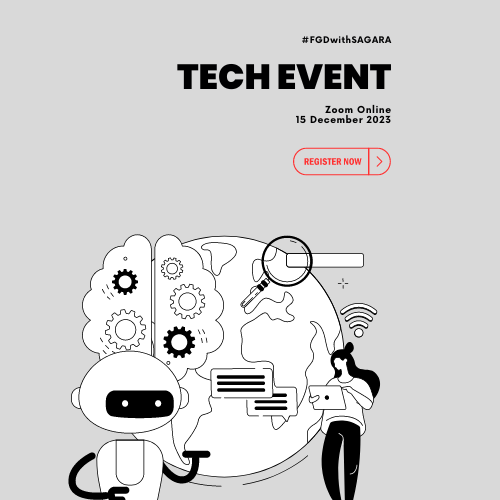 #FGDwithSAGARA
TECH EVENT
Zoom Online
15 December 2023
REGISTER NOW